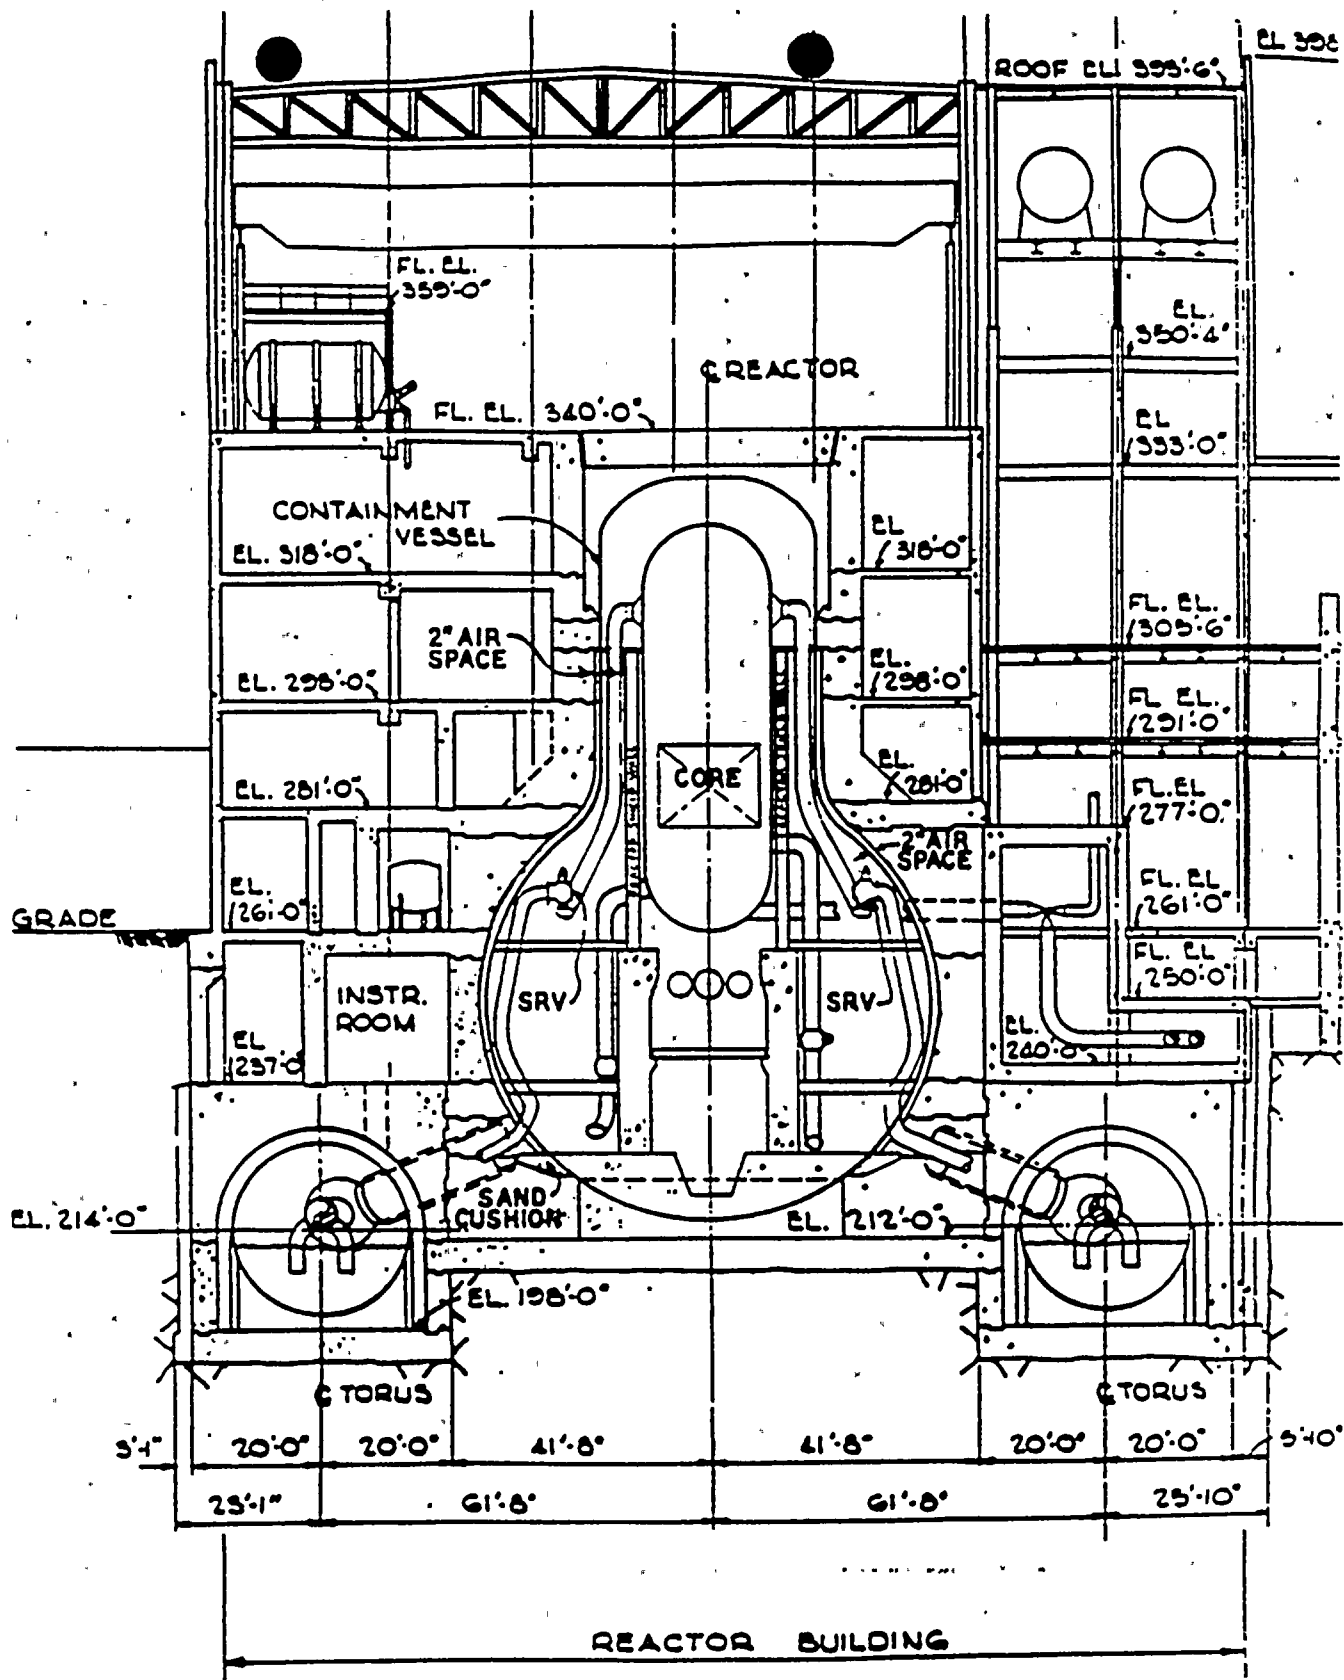 EL 398
ROOF EL. 393'-6"
FL. EL.
359'-0"
EL.
350'-4"
℄ REACTOR
FL. EL. 340'-0"
EL
333'-0"
CONTAINMENT
VESSEL
EL. 318'-0"
EL
318'-0"
FL. EL.
305'-6"
2" AIR
SPACE
EL. 298'-0"
EL.
298'-0"
FL EL.
291'-0"
CORE
EL. 281'-0"
EL.
281'-0"
FL.EL
277'-0"
2" AIR
SPACE
EL.
261'-0"
FL. EL
261'-0"
GRADE
FL. EL
250'-0"
INSTR.
ROOM
SRV
SRV
EL
237'-0"
EL.
240'-0"
SAND
CUSHION
EL. 214'-0"
EL. 212'-0"
EL. 198'-0"
℄ TORUS
℄ TORUS
3'-1"
20'-0"
20'-0"
41'-8"
41'-8"
20'-0"
20'-0"
5'-10"
23'-1"
61'-8"
61'-8"
25'-10"
REACTOR BUILDING